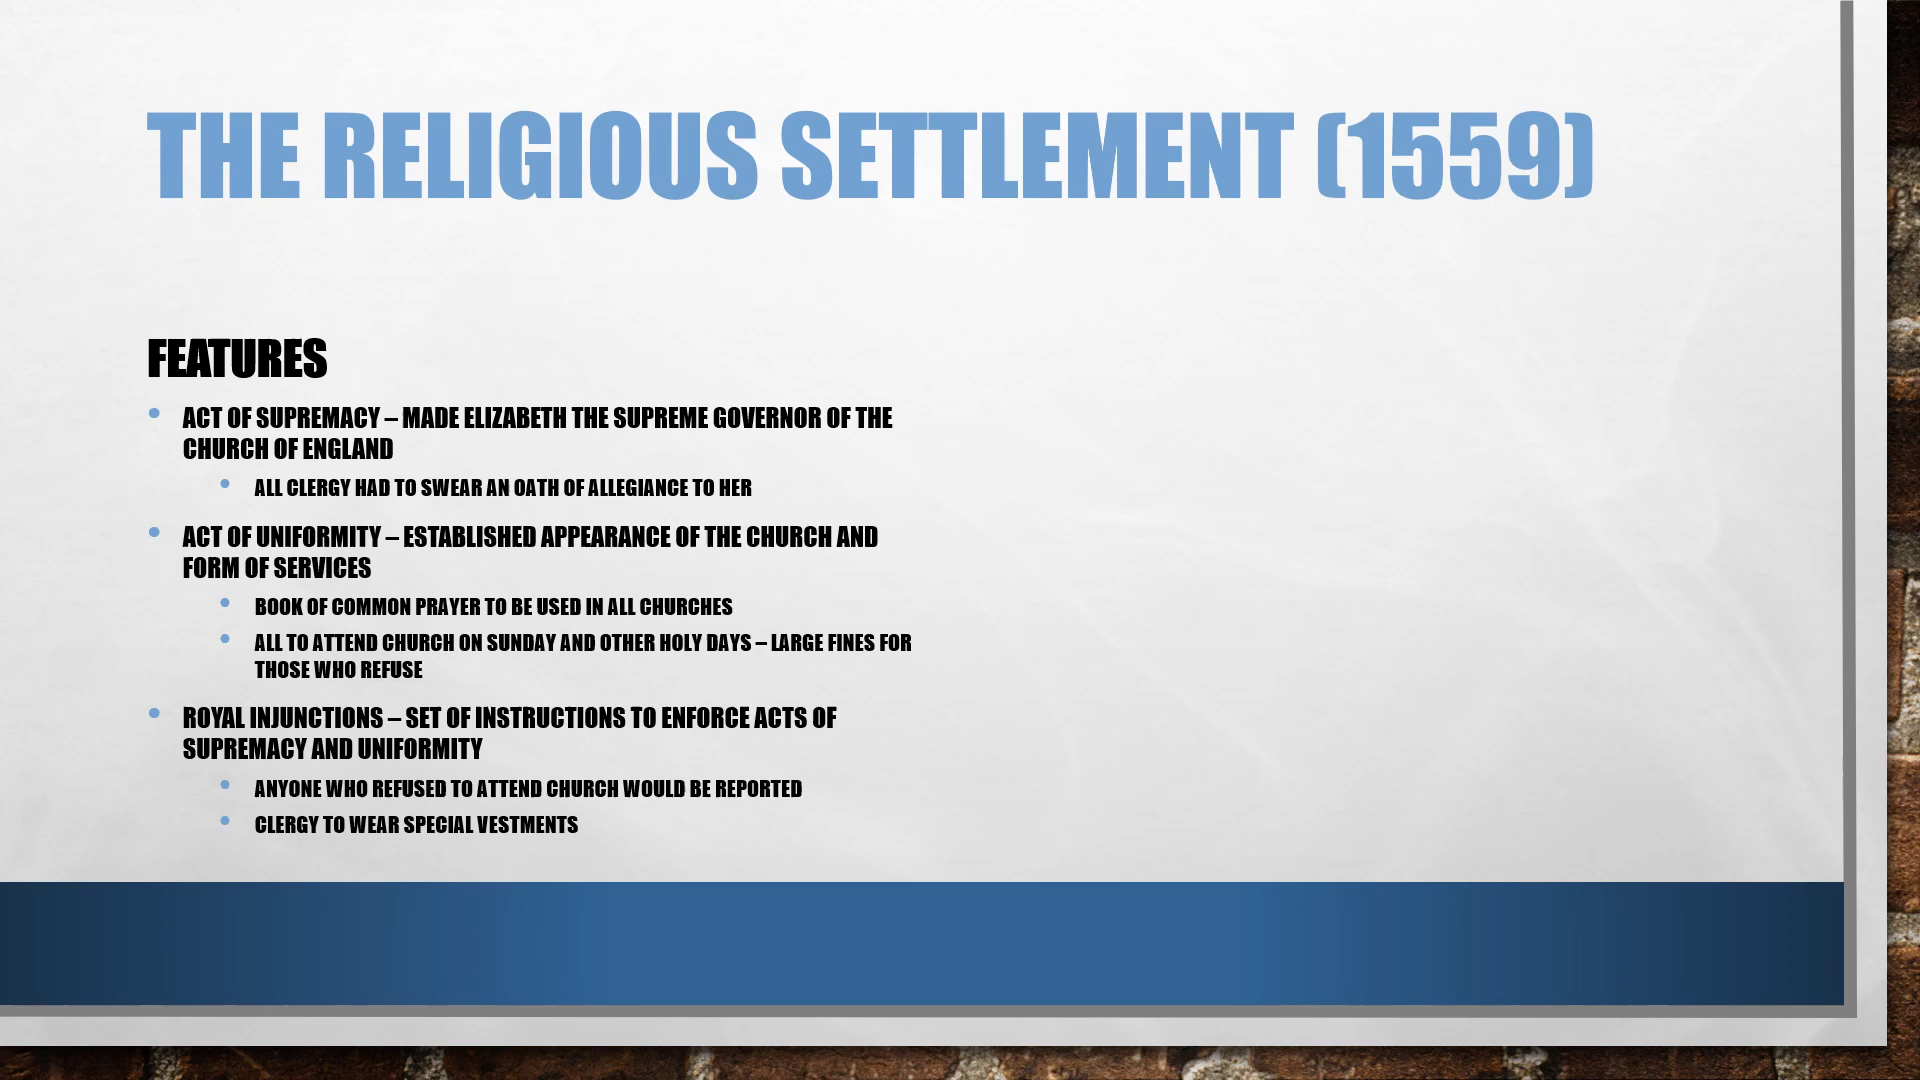 THE RELIGIOUS SETTLEMENT (1559)
FEATURES
• ACT OF SUPREMACY – MADE ELIZABETH THE SUPREME GOVERNOR OF THE
CHURCH OF ENGLAND
• ALL CLERGY HAD TO SWEAR AN OATH OF ALLEGIANCE TO HER
• ACT OF UNIFORMITY – ESTABLISHED APPEARANCE OF THE CHURCH AND
FORM OF SERVICES
• BOOK OF COMMON PRAYER TO BE USED IN ALL CHURCHES
• ALL TO ATTEND CHURCH ON SUNDAY AND OTHER HOLY DAYS – LARGE FINES FOR
THOSE WHO REFUSE
• ROYAL INJUNCTIONS – SET OF INSTRUCTIONS TO ENFORCE ACTS OF
SUPREMACY AND UNIFORMITY
• ANYONE WHO REFUSED TO ATTEND CHURCH WOULD BE REPORTED
• CLERGY TO WEAR SPECIAL VESTMENTS